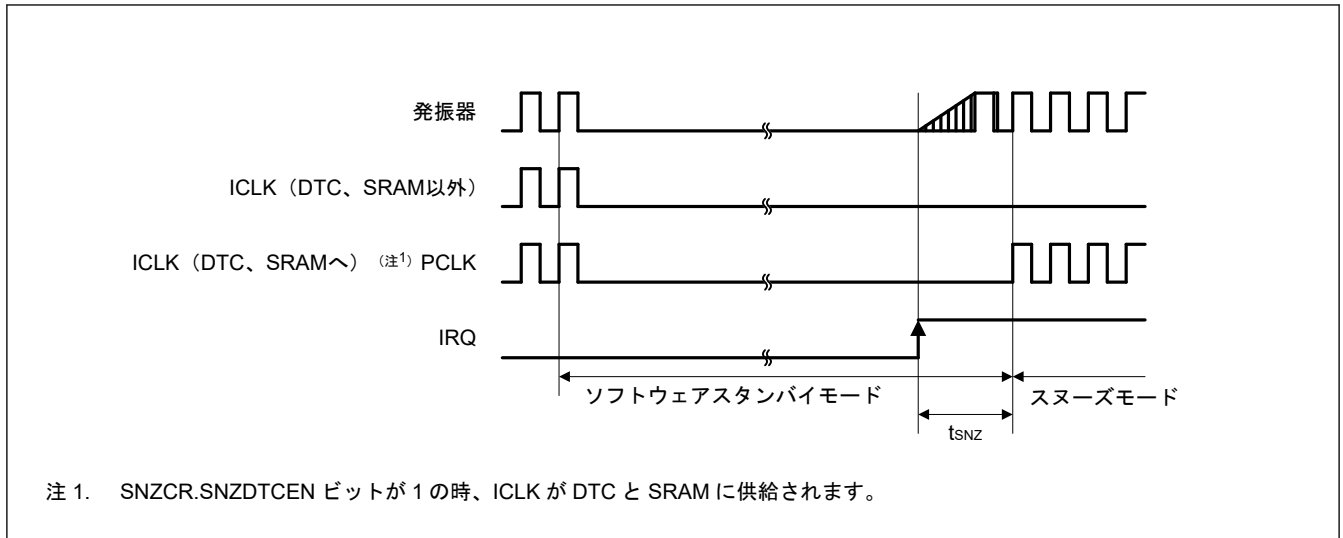 発振器
ICLK（DTC、SRAM以外）
ICLK（DTC、SRAMへ）（注1）PCLK
IRQ
ソフトウェアスタンバイモード
スヌーズモード
tSNZ
注 1. SNZCR.SNZDTCEN ビットが 1 の時、ICLK が DTC と SRAM に供給されます。